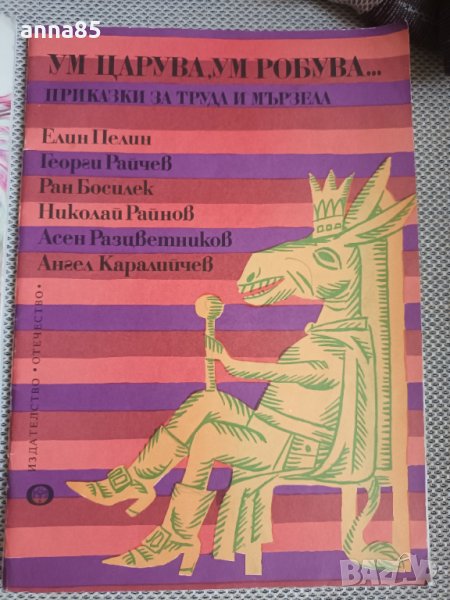 anna85
УМ ЦАРУВА, УМ РОБУВА...
ПРИКАЗКИ ЗА ТРУДА И МЪРЗЕЛА
Елин Пелин
Георги Райчев
Ран Босилек
Николай Райнов
Асен Разцветников
Ангел Каралийчев
ИЗДАТЕЛСТВО • ОТЕЧЕСТВО •
БАЗАР